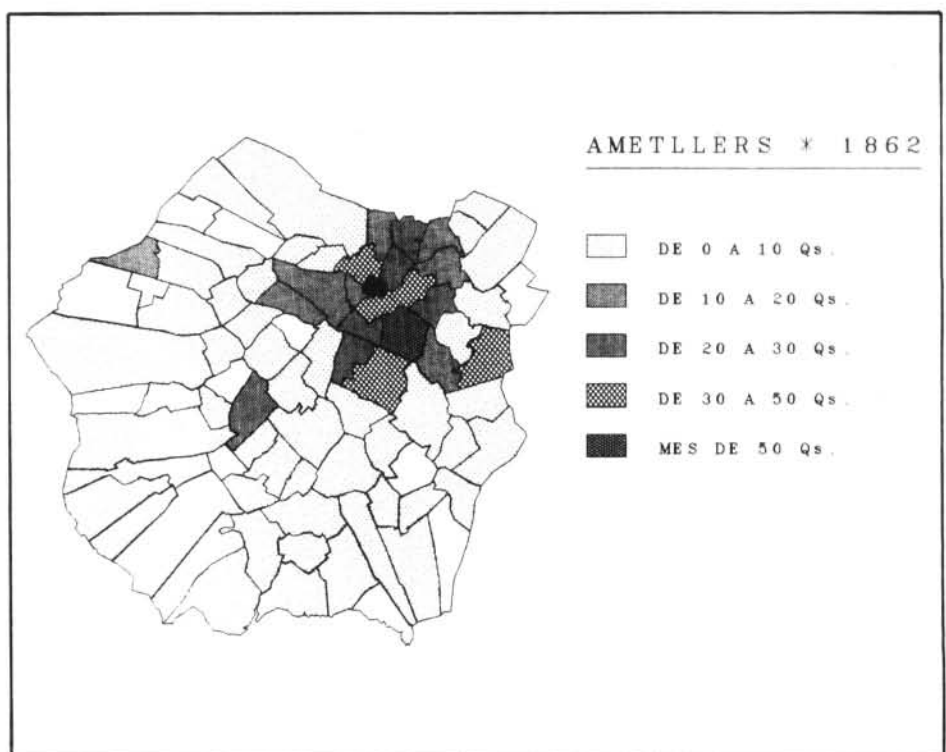 AMETLLERS * 1862
DE 0 A 10 Qs.
DE 10 A 20 Qs.
DE 20 A 30 Qs.
DE 30 A 50 Qs.
MES DE 50 Qs.